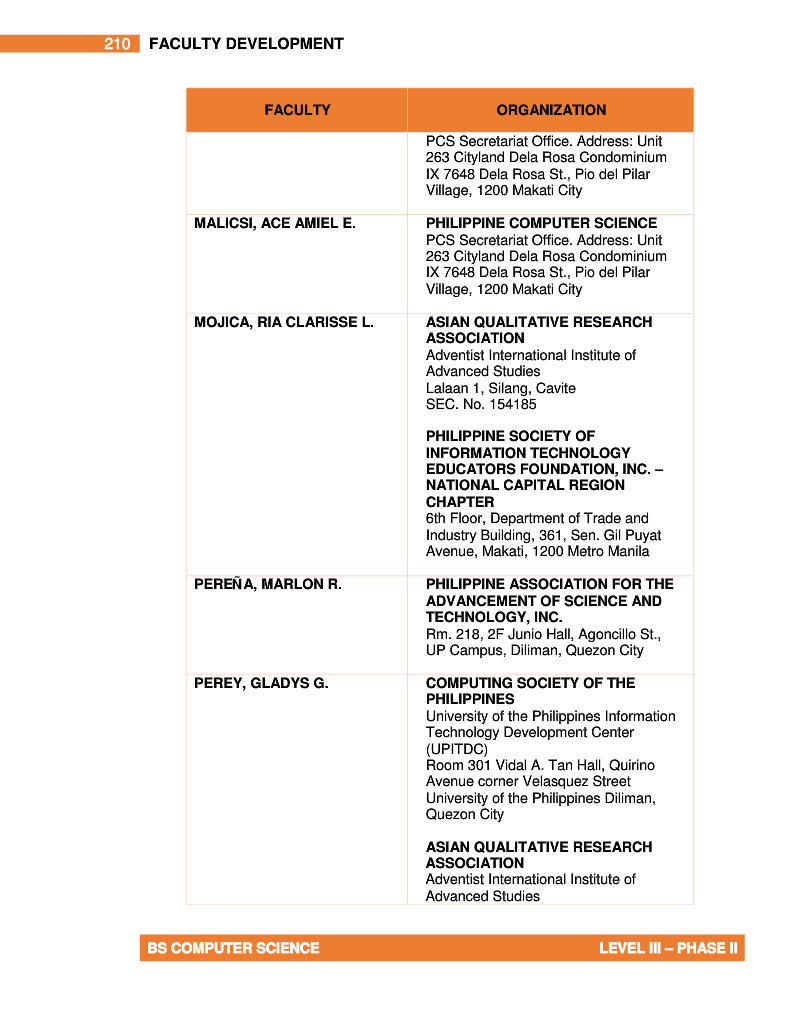 210 FACULTY DEVELOPMENT
FACULTY ORGANIZATION
PCS Secretariat Office. Address: Unit
263 Cityland Dela Rosa Condominium
IX 7648 Dela Rosa St., Pio del Pilar
Village, 1200 Makati City
MALICSI, ACE AMIEL E. PHILIPPINE COMPUTER SCIENCE
PCS Secretariat Office. Address: Unit
263 Cityland Dela Rosa Condominium
IX 7648 Dela Rosa St., Pio del Pilar
Village, 1200 Makati City
MOJICA, RIA CLARISSE L. ASIAN QUALITATIVE RESEARCH
ASSOCIATION
Adventist International Institute of
Advanced Studies
Lalaan 1, Silang, Cavite
SEC. No. 154185
PHILIPPINE SOCIETY OF
INFORMATION TECHNOLOGY
EDUCATORS FOUNDATION, INC. –
NATIONAL CAPITAL REGION
CHAPTER
6th Floor, Department of Trade and
Industry Building, 361, Sen. Gil Puyat
Avenue, Makati, 1200 Metro Manila
PEREÑA, MARLON R. PHILIPPINE ASSOCIATION FOR THE
ADVANCEMENT OF SCIENCE AND
TECHNOLOGY, INC.
Rm. 218, 2F Junio Hall, Agoncillo St.,
UP Campus, Diliman, Quezon City
PEREY, GLADYS G. COMPUTING SOCIETY OF THE
PHILIPPINES
University of the Philippines Information
Technology Development Center
(UPITDC)
Room 301 Vidal A. Tan Hall, Quirino
Avenue corner Velasquez Street
University of the Philippines Diliman,
Quezon City
ASIAN QUALITATIVE RESEARCH
ASSOCIATION
Adventist International Institute of
Advanced Studies
BS COMPUTER SCIENCE LEVEL III – PHASE II